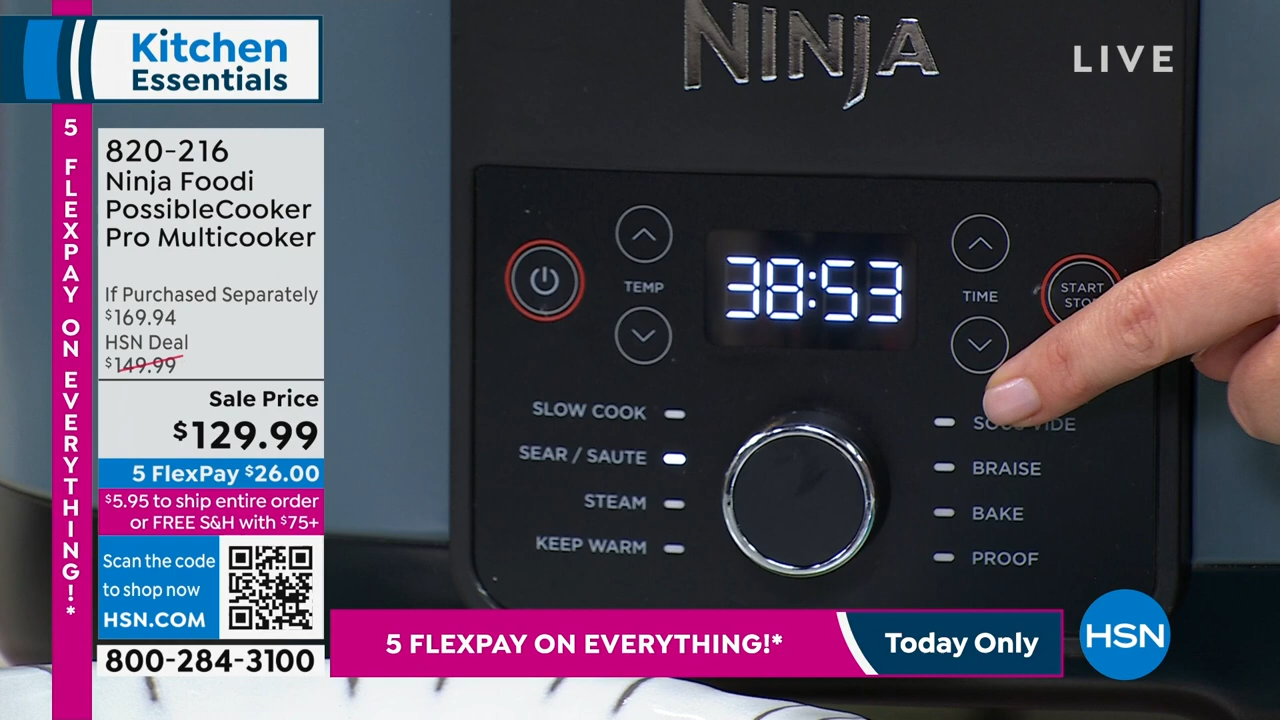 Kitchen
Essentials
LIVE
5 FLEXPAY ON EVERYTHING!*
820-216
Ninja Foodi
PossibleCooker
Pro Multicooker
If Purchased Separately
$169.94
HSN Deal
$149.99
Sale Price
$129.99
5 FlexPay $26.00
$5.95 to ship entire order
or FREE S&H with $75+
Scan the code
to shop now
HSN.COM
800-284-3100
NINJA
TEMP
38:53
TIME
START
STOP
SLOW COOK
SEAR / SAUTE
STEAM
KEEP WARM
SOUS VIDE
BRAISE
BAKE
PROOF
5 FLEXPAY ON EVERYTHING!*
Today Only
HSN